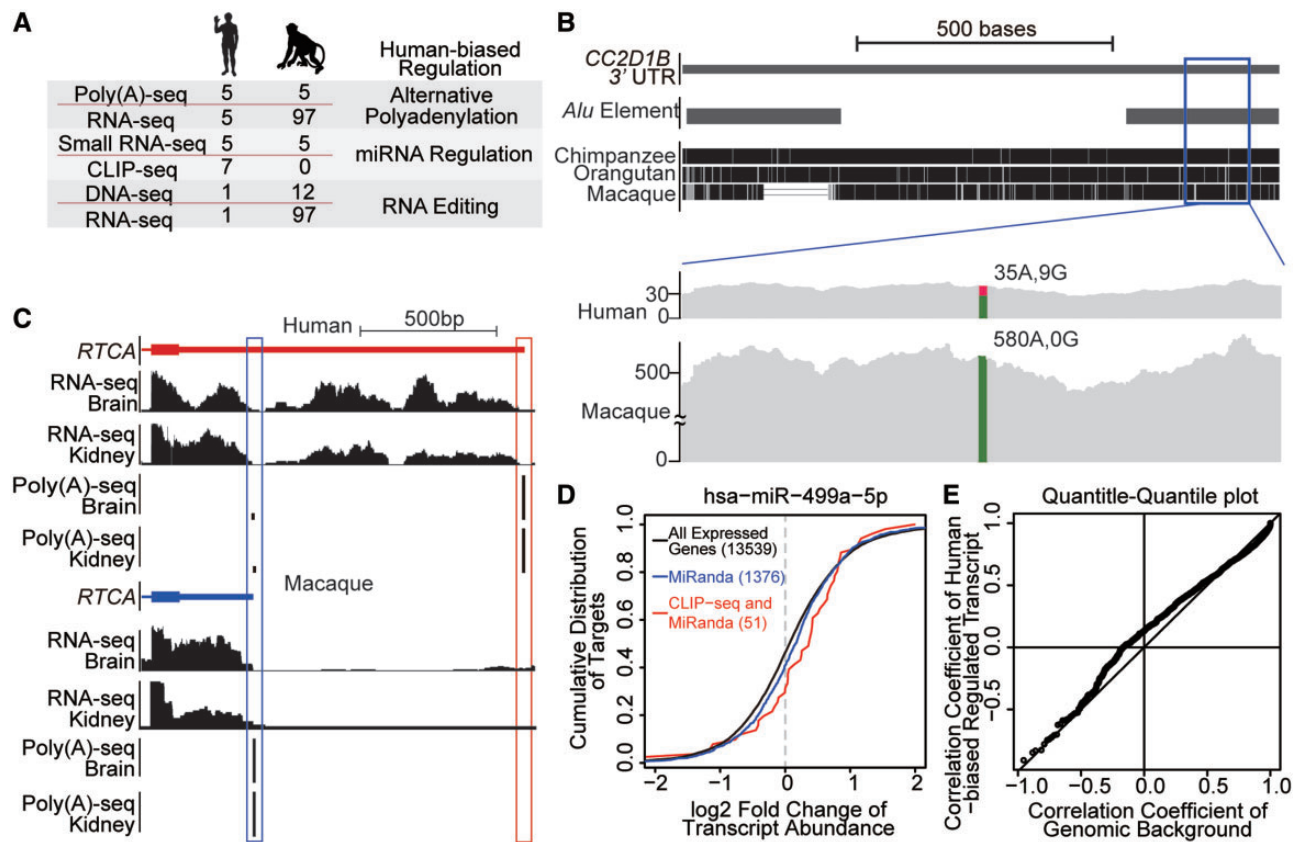 A
Human-biased
Regulation
Poly(A)-seq 5 5 Alternative
RNA-seq 5 97 Polyadenylation
Small RNA-seq 5 5 miRNA Regulation
CLIP-seq 7 0
DNA-seq 1 12 RNA Editing
RNA-seq 1 97
B
500 bases
CC2D1B
3' UTR
Alu Element
Chimpanzee
Orangutan
Macaque
35A,9G
30
0
Human
580A,0G
500
Macaque
0
C
Human 500bp
RTCA
RNA-seq
Brain
RNA-seq
Kidney
Poly(A)-seq
Brain
Poly(A)-seq
Kidney
Macaque
RTCA
RNA-seq
Brain
RNA-seq
Kidney
Poly(A)-seq
Brain
Poly(A)-seq
Kidney
D
hsa-miR-499a-5p
All Expressed
Genes (13539)
MiRanda (1376)
CLIP-seq and
MiRanda (51)
Cumulative Distribution
of Targets
0.0 0.2 0.4 0.6 0.8 1.0
-2 -1 0 1 2
log2 Fold Change of
Transcript Abundance
E
Quantitle-Quantile plot
Correlation Coefficient of Human
-biased Regulated Transcript
-0.5 0.0 0.5 1.0
-1.0 -0.5 0.0 0.5 1.0
Correlation Coefficient of
Genomic Background